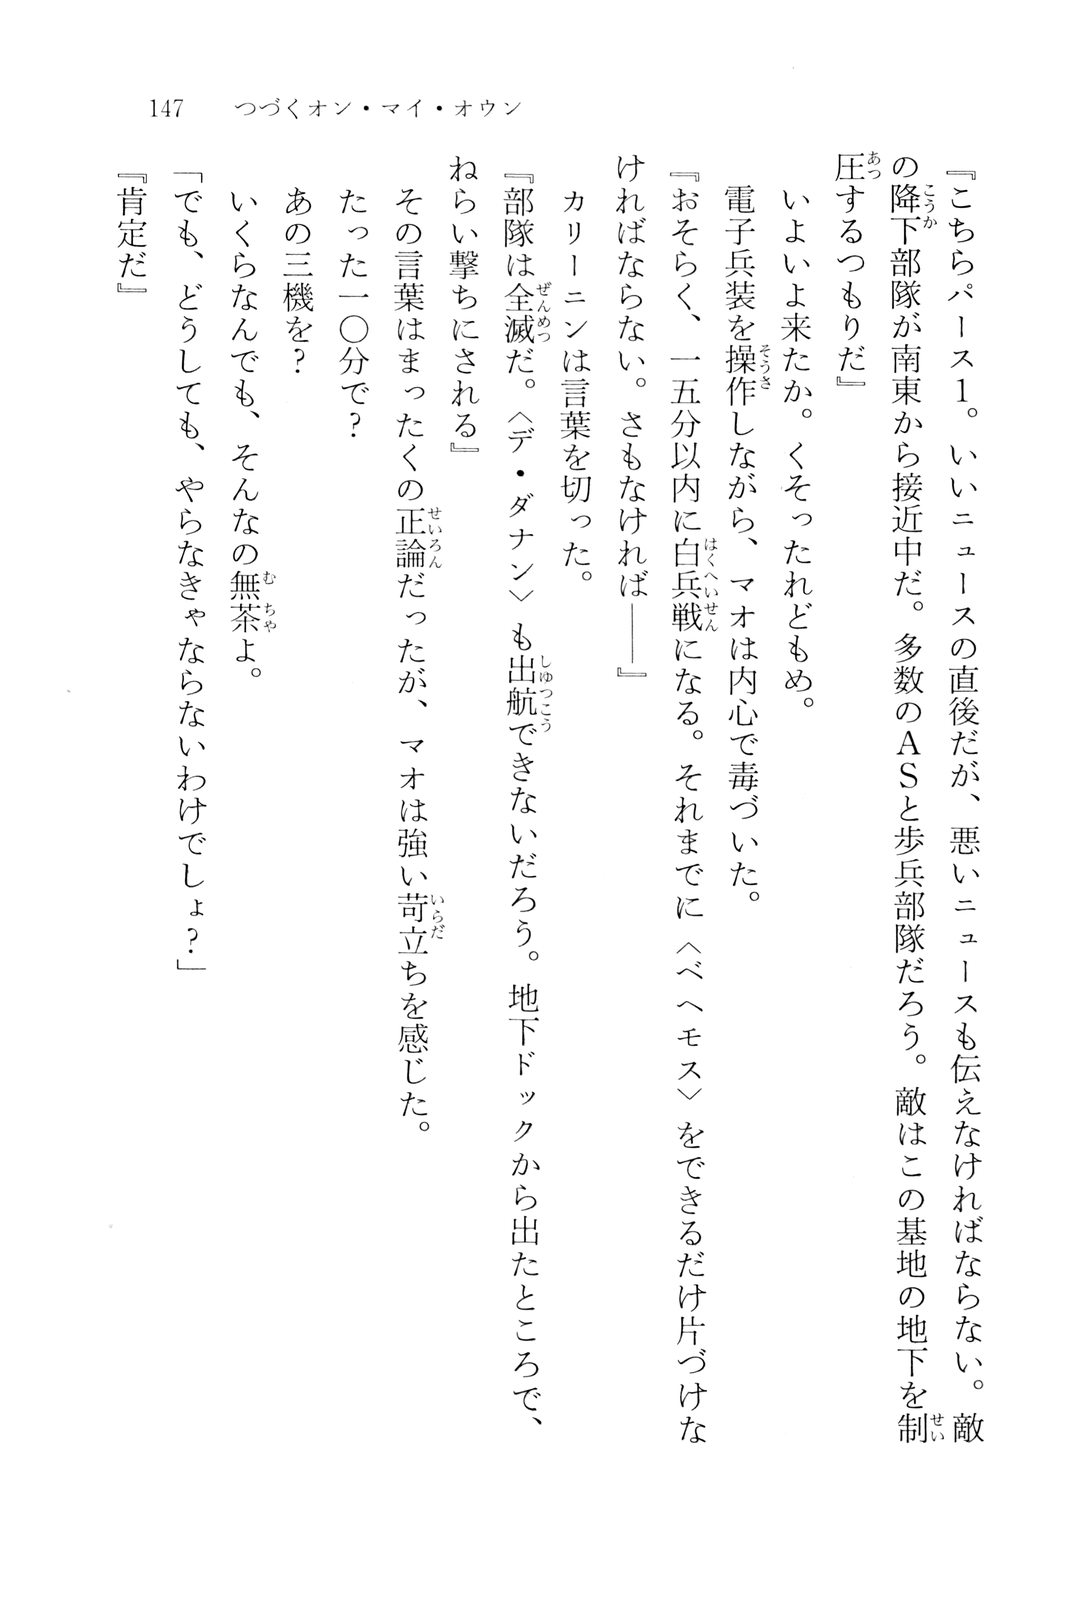 147 つづくオン・マイ・オウン
『こちらパース1。いいニュースの直後だが、悪いニュースも伝えなければならない。敵
の降下部隊が南東から接近中だ。多数のASと歩兵部隊だろう。敵はこの基地の地下を制
圧するつもりだ』
いよいよ来たか。くそったれどもめ。
電子兵装を操作しながら、マオは内心で毒づいた。
『おそらく、一五分以内に白兵戦になる。それまでに〈ベヘモス〉をできるだけ片づけな
ければならない。さもなければ――』
カリーニンは言葉を切った。
『部隊は全滅だ。〈デ・ダナン〉も出航できないだろう。地下ドックから出たところで、
ねらい撃ちにされる』
その言葉はまったくの正論だったが、マオは強い苛立ちを感じた。
たった一〇分で?
あの三機を?
いくらなんでも、そんなの無茶よ。
「でも、どうしても、やらなきゃならないわけでしょ?」
『肯定だ』